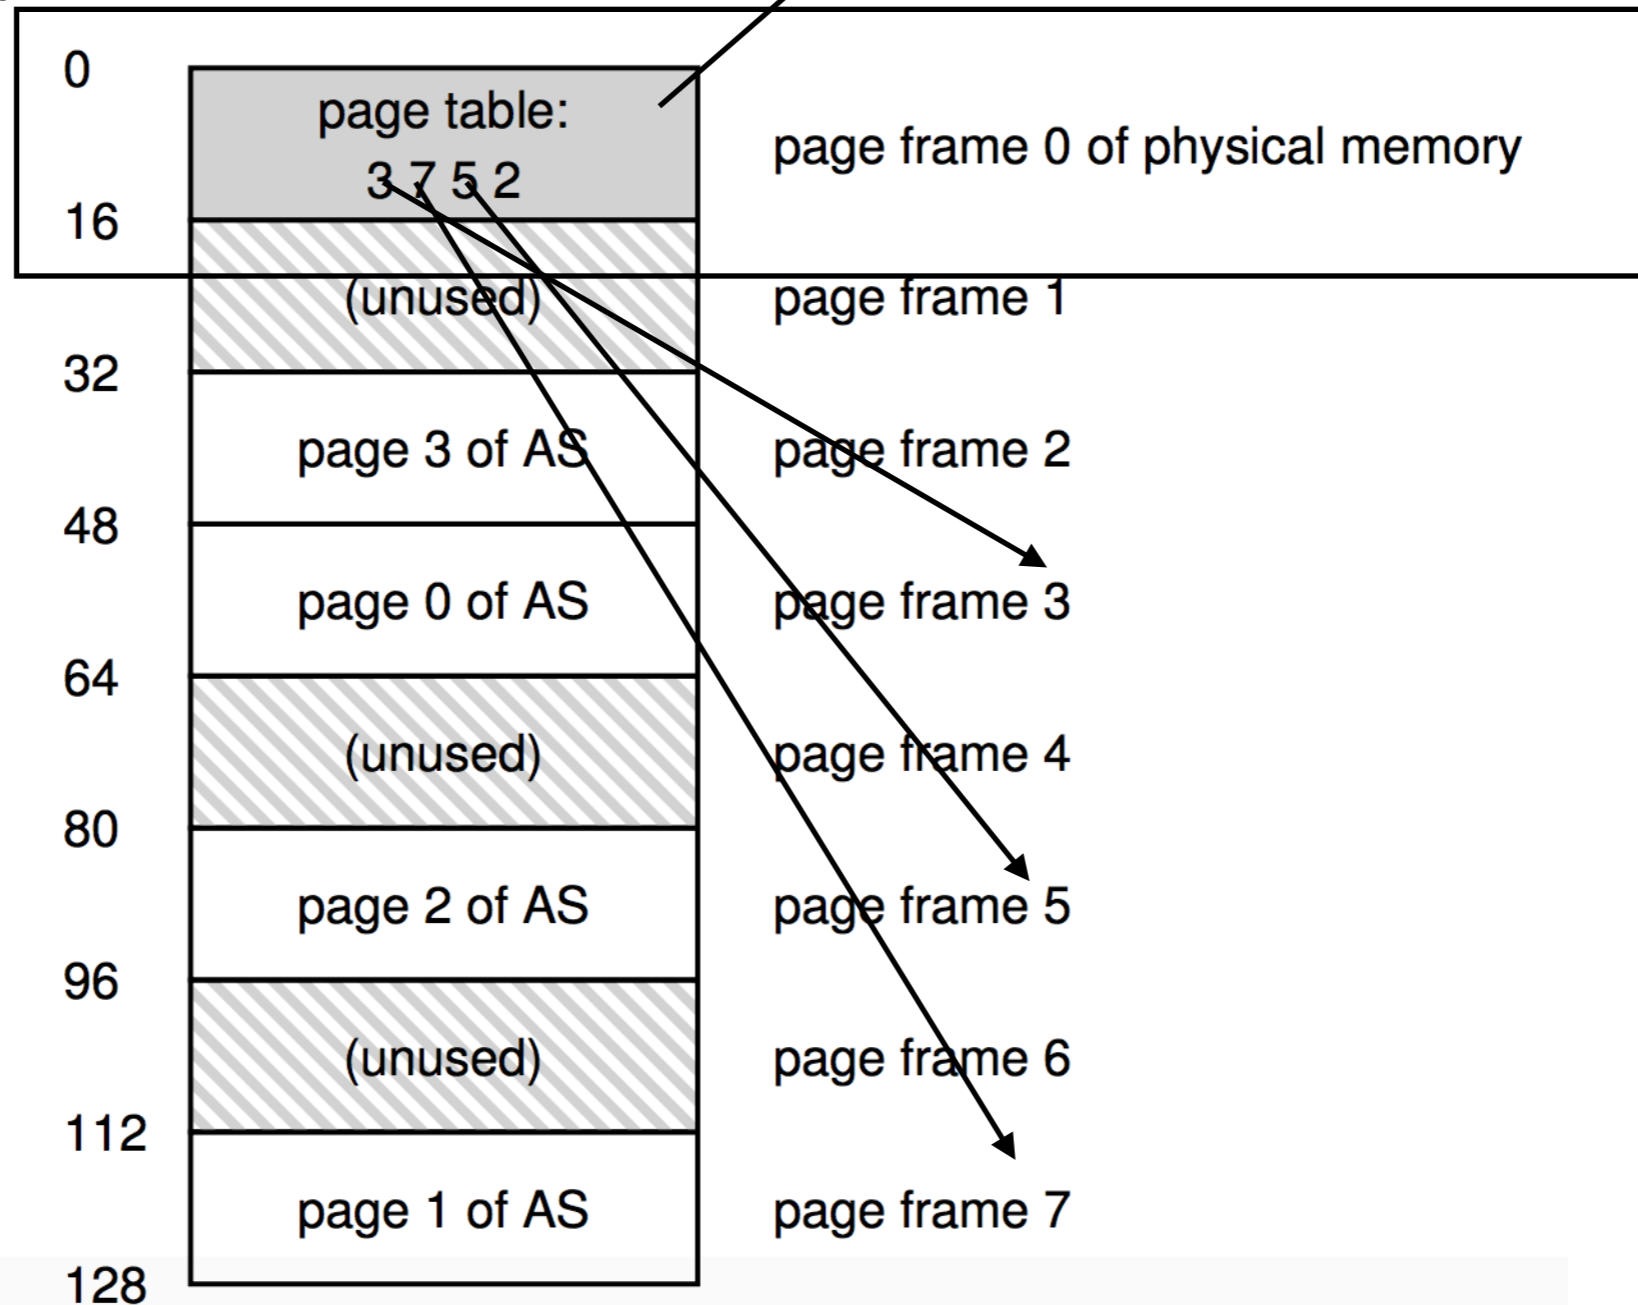 0
page table:
3 7 5 2
page frame 0 of physical memory
16
(unused)
page frame 1
32
page 3 of AS
page frame 2
48
page 0 of AS
page frame 3
64
(unused)
page frame 4
80
page 2 of AS
page frame 5
96
(unused)
page frame 6
112
page 1 of AS
page frame 7
128